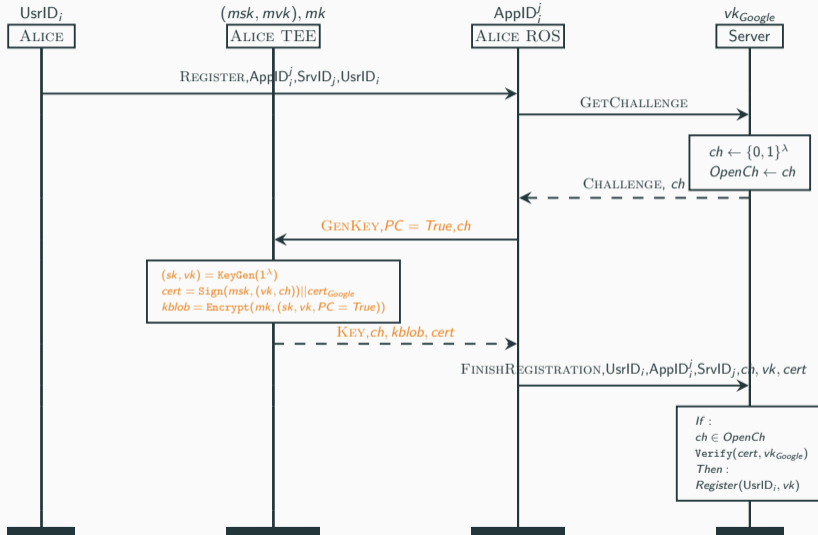 UsrID_i (msk, mvk), mk AppID_i^j vk_Google
ALICE ALICE TEE ALICE ROS Server
REGISTER,AppID_i^j,SrvID_j,UsrID_i
GETCHALLENGE
ch ← {0, 1}^λ
OpenCh ← ch
CHALLENGE, ch
GENKEY,PC = True,ch
(sk, vk) = KeyGen(1^λ)
cert = Sign(msk, (vk, ch))||cert_Google
kblob = Encrypt(mk, (sk, vk, PC = True))
KEY,ch, kblob, cert
FINISHREGISTRATION,UsrID_i,AppID_i^j,SrvID_j,ch, vk, cert
If :
ch ∈ OpenCh
Verify(cert, vk_Google)
Then :
Register(UsrID_i, vk)